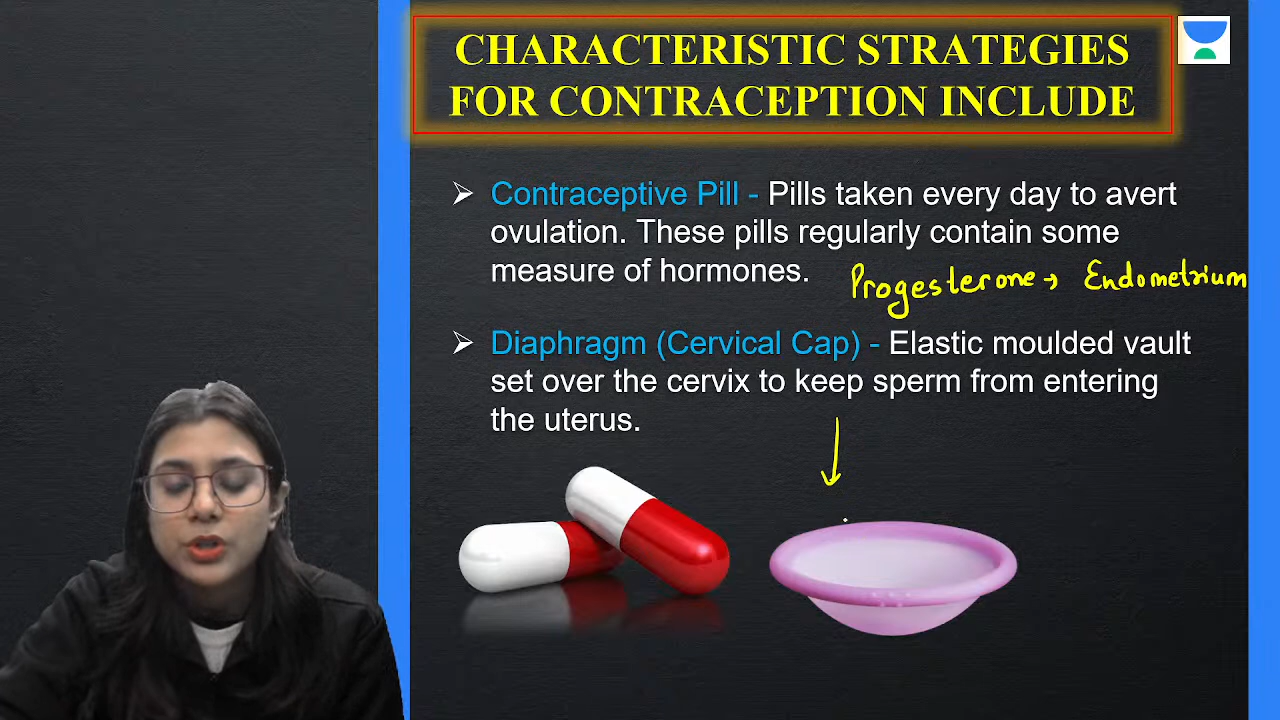 CHARACTERISTIC STRATEGIES
FOR CONTRACEPTION INCLUDE
➢ Contraceptive Pill - Pills taken every day to avert
ovulation. These pills regularly contain some
measure of hormones.
Progesterone → Endometrium
➢ Diaphragm (Cervical Cap) - Elastic moulded vault
set over the cervix to keep sperm from entering
the uterus.